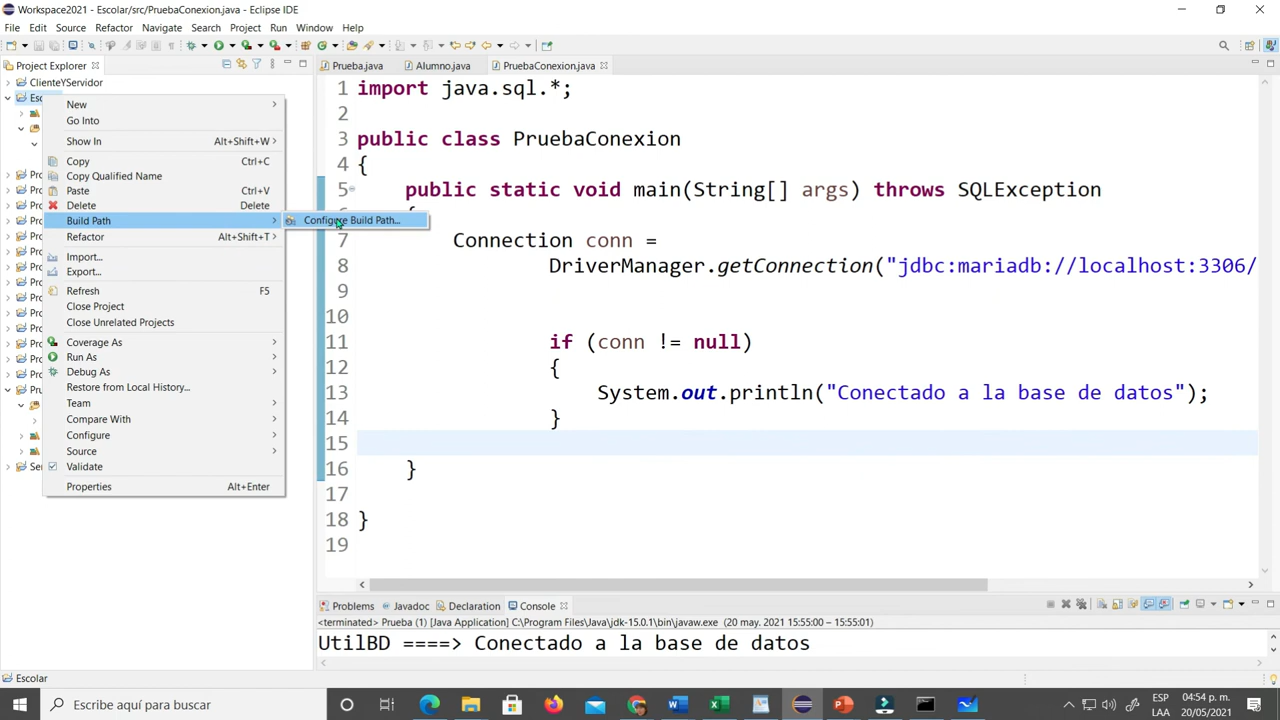 Workspace2021 - Escolar/src/PruebaConexion.java - Eclipse IDE
File Edit Source Refactor Navigate Search Project Run Window Help
Project Explorer
Prueba.java Alumno.java PruebaConexion.java
ClienteYServidor
New
Go Into
Show In Alt+Shift+W
Copy Ctrl+C
Copy Qualified Name
Paste Ctrl+V
Delete Delete
Build Path
Configure Build Path...
Refactor Alt+Shift+T
Import...
Export...
Refresh F5
Close Project
Close Unrelated Projects
Coverage As
Run As
Debug As
Restore from Local History...
Team
Compare With
Configure
Source
Validate
Properties Alt+Enter
1 import java.sql.*;
2
3 public class PruebaConexion
4 {
5 public static void main(String[] args) throws SQLException
7 Connection conn =
8 DriverManager.getConnection("jdbc:mariadb://localhost:3306/
9
10
11 if (conn != null)
12 {
13 System.out.println("Conectado a la base de datos");
14 }
15
16 }
17
18 }
19
Problems Javadoc Declaration Console
<terminated> Prueba (1) [Java Application] C:\Program Files\Java\jdk-15.0.1\bin\javaw.exe (20 may. 2021 15:55:00 – 15:55:01)
UtilBD ====> Conectado a la base de datos
Escolar
Escribe aquí para buscar
ESP
LAA
04:54 p. m.
20/05/2021